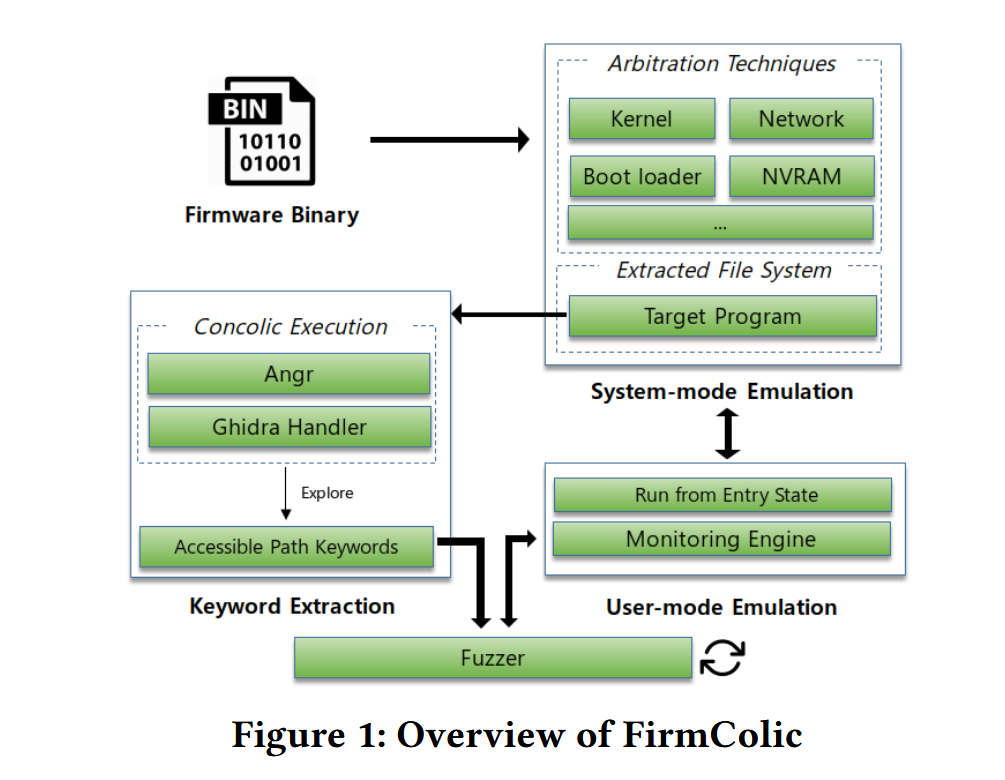 BIN
10110
01001
Firmware Binary
Arbitration Techniques
Kernel
Network
Boot loader
NVRAM
...
Extracted File System
Target Program
System-mode Emulation
Concolic Execution
Angr
Ghidra Handler
Explore
Accessible Path Keywords
Keyword Extraction
Run from Entry State
Monitoring Engine
User-mode Emulation
Fuzzer
Figure 1: Overview of FirmColic